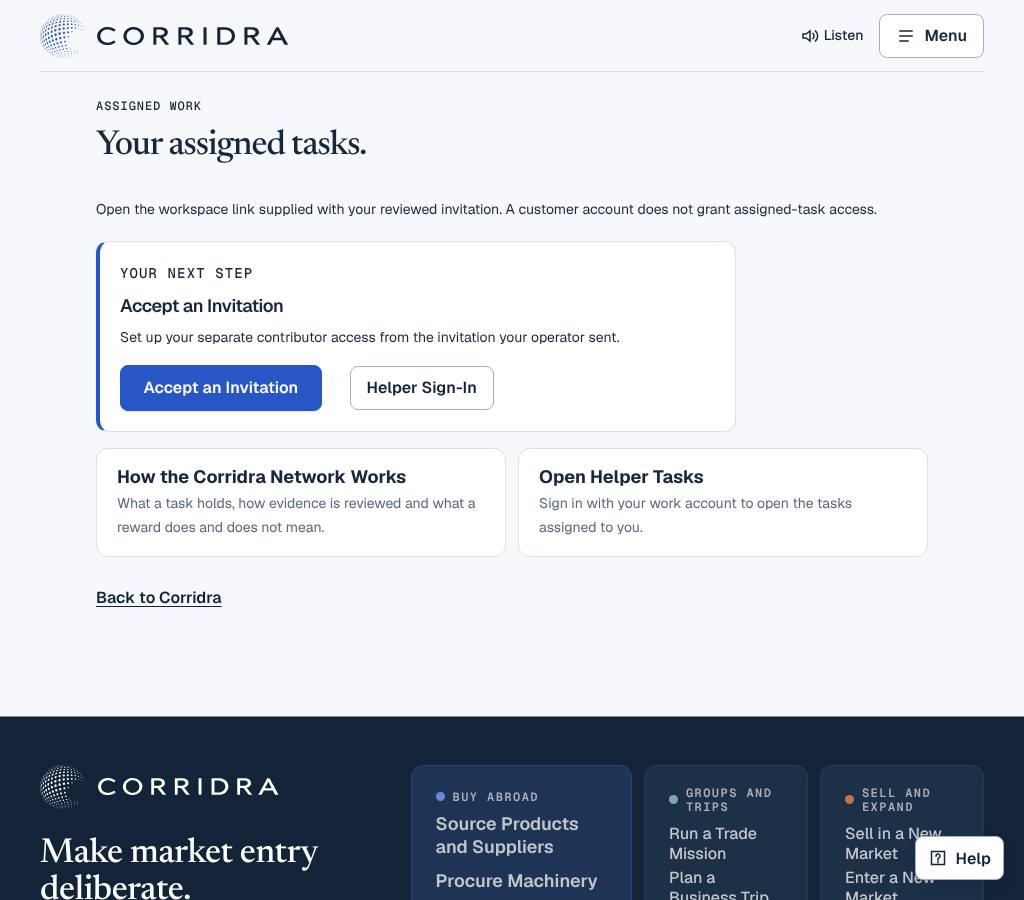 CORRIDRA
Listen
Menu
ASSIGNED WORK
Your assigned tasks.
Open the workspace link supplied with your reviewed invitation. A customer account does not grant assigned-task access.
YOUR NEXT STEP
Accept an Invitation
Set up your separate contributor access from the invitation your operator sent.
Accept an Invitation
Helper Sign-In
How the Corridra Network Works
What a task holds, how evidence is reviewed and what a
reward does and does not mean.
Open Helper Tasks
Sign in with your work account to open the tasks
assigned to you.
Back to Corridra
CORRIDRA
Make market entry
deliberate.
BUY ABROAD
Source Products
and Suppliers
Procure Machinery
GROUPS AND
TRIPS
Run a Trade
Mission
Plan a
Business Trip
SELL AND
EXPAND
Sell in a New
Market
Enter a New
Market
Help